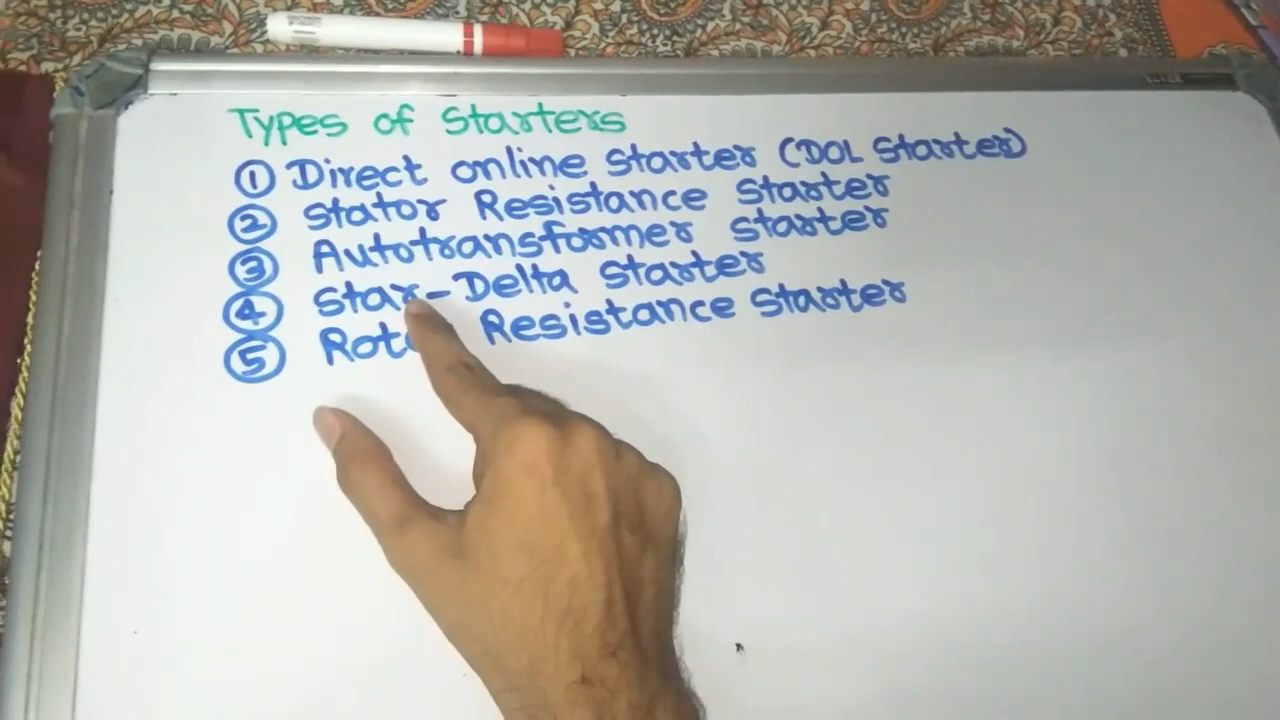 Types of Starters
① Direct online starter (DOL Starter)
② Stator Resistance Starter
③ Autotransformer starter
④ Star-Delta Starter
⑤ Resistance Starter